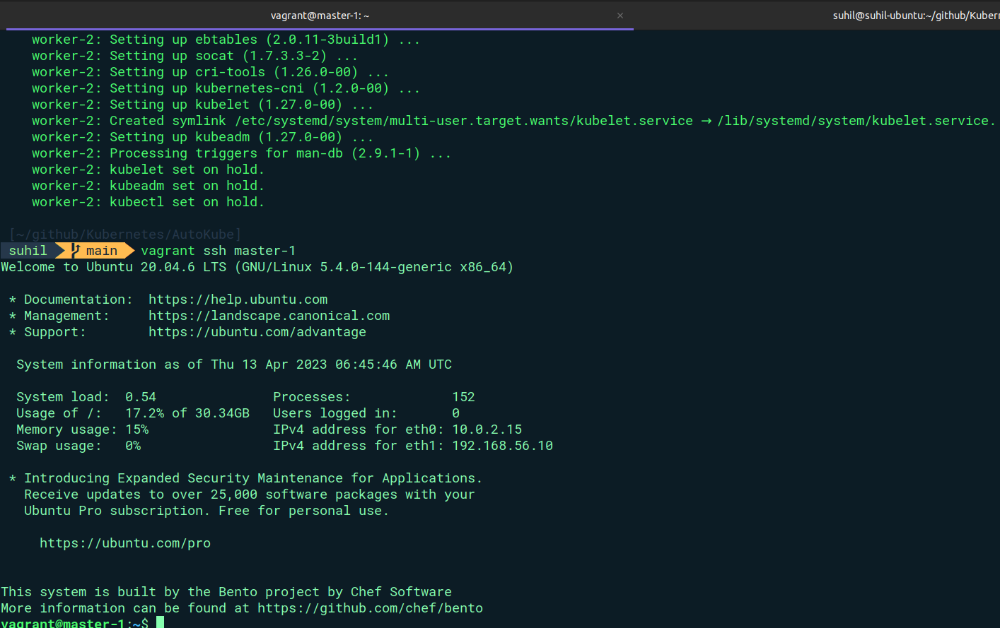 vagrant@master-1: ~ × suhil@suhil-ubuntu:~/github/Kubern
worker-2: Setting up ebtables (2.0.11-3build1) ...
worker-2: Setting up socat (1.7.3.3-2) ...
worker-2: Setting up cri-tools (1.26.0-00) ...
worker-2: Setting up kubernetes-cni (1.2.0-00) ...
worker-2: Setting up kubelet (1.27.0-00) ...
worker-2: Created symlink /etc/systemd/system/multi-user.target.wants/kubelet.service → /lib/systemd/system/kubelet.service.
worker-2: Setting up kubeadm (1.27.0-00) ...
worker-2: Processing triggers for man-db (2.9.1-1) ...
worker-2: kubelet set on hold.
worker-2: kubeadm set on hold.
worker-2: kubectl set on hold.
[~/github/Kubernetes/AutoKube]
suhil main vagrant ssh master-1
Welcome to Ubuntu 20.04.6 LTS (GNU/Linux 5.4.0-144-generic x86_64)
* Documentation: https://help.ubuntu.com
* Management: https://landscape.canonical.com
* Support: https://ubuntu.com/advantage
System information as of Thu 13 Apr 2023 06:45:46 AM UTC
System load: 0.54 Processes: 152
Usage of /: 17.2% of 30.34GB Users logged in: 0
Memory usage: 15% IPv4 address for eth0: 10.0.2.15
Swap usage: 0% IPv4 address for eth1: 192.168.56.10
* Introducing Expanded Security Maintenance for Applications.
Receive updates to over 25,000 software packages with your
Ubuntu Pro subscription. Free for personal use.
https://ubuntu.com/pro
This system is built by the Bento project by Chef Software
More information can be found at https://github.com/chef/bento
vagrant@master-1:~$